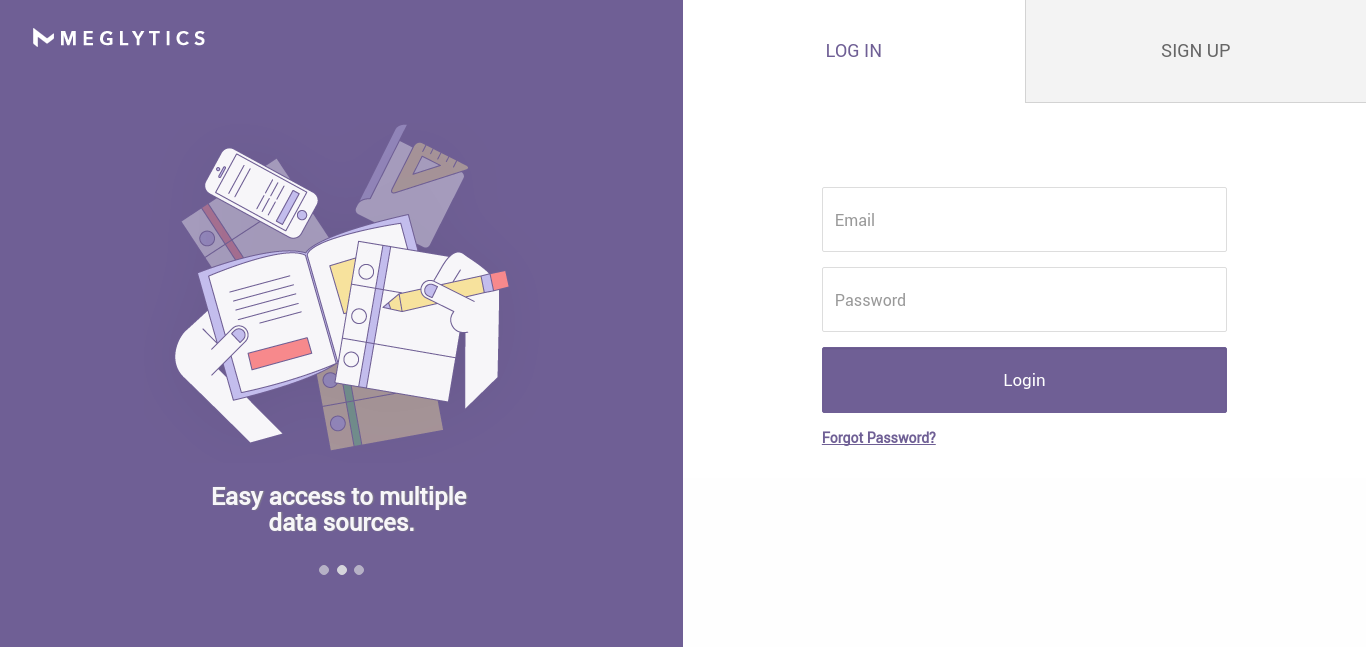 MEGLYTICS
LOG IN
SIGN UP
Email
Password
Login
Forgot Password?
Easy access to multiple
data sources.